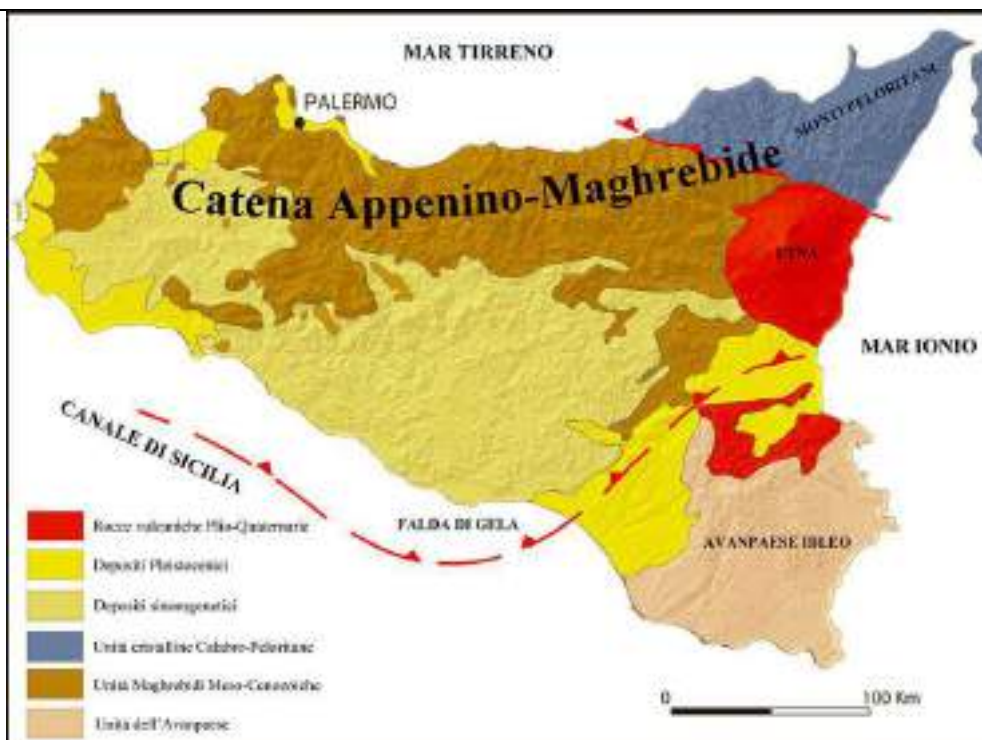 MAR TIRRENO
PALERMO
MONTI PELORITANI
Catena Appenino-Maghrebide
ETNA
MAR IONIO
CANALE DI SICILIA
FALDA DI GELA
AVANPAESE IBLEO
Rocce vulcaniche Plio-Quaternarie
Depositi Pleistocenici
Depositi sinorogenetici
Unità cristalline Calabro-Peloritane
Unità Maghrebidi Meso-Cenozoiche
Unità dell'Avanpaese
0 100 Km